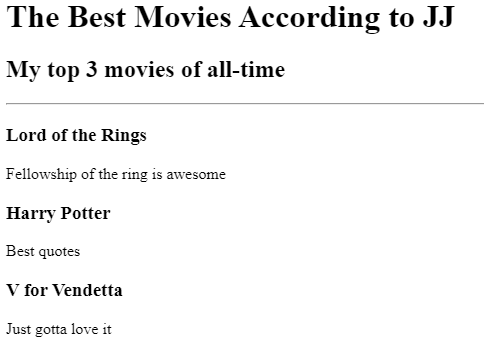 The Best Movies According to JJ
My top 3 movies of all-time
Lord of the Rings
Fellowship of the ring is awesome
Harry Potter
Best quotes
V for Vendetta
Just gotta love it